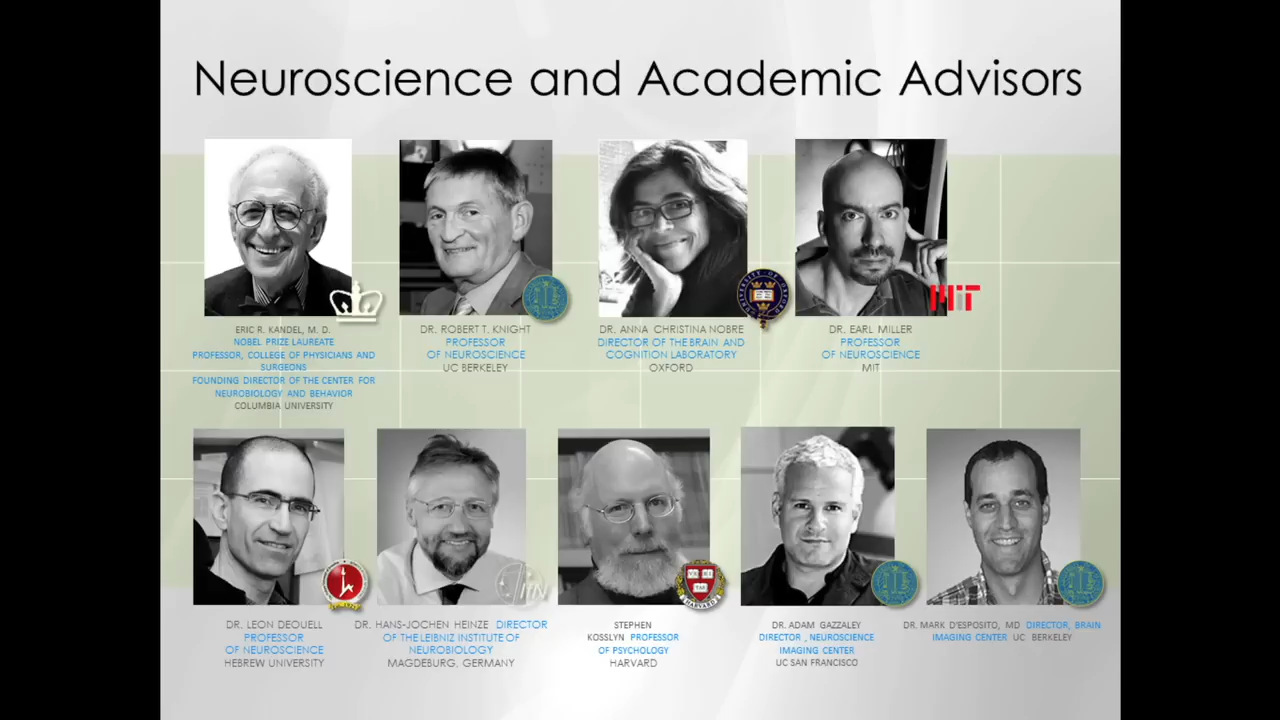 Neuroscience and Academic Advisors
ERIC R. KANDEL, M. D.
NOBEL PRIZE LAUREATE
PROFESSOR, COLLEGE OF PHYSICIANS AND
SURGEONS
FOUNDING DIRECTOR OF THE CENTER FOR
NEUROBIOLOGY AND BEHAVIOR
COLUMBIA UNIVERSITY
DR. ROBERT T. KNIGHT
PROFESSOR
OF NEUROSCIENCE
UC BERKELEY
DR. ANNA CHRISTINA NOBRE
DIRECTOR OF THE BRAIN AND
COGNITION LABORATORY
OXFORD
MIT
DR. EARL MILLER
PROFESSOR
OF NEUROSCIENCE
MIT
DR. LEON DEOUELL
PROFESSOR
OF NEUROSCIENCE
HEBREW UNIVERSITY
DR. HANS-JOCHEN HEINZE DIRECTOR
OF THE LEIBNIZ INSTITUTE OF
NEUROBIOLOGY
MAGDEBURG, GERMANY
HARVARD
STEPHEN
KOSSLYN PROFESSOR
OF PSYCHOLOGY
HARVARD
DR. ADAM GAZZALEY
DIRECTOR , NEUROSCIENCE
IMAGING CENTER
UC SAN FRANCISCO
DR. MARK D'ESPOSITO, MD DIRECTOR, BRAIN
IMAGING CENTER UC BERKELEY